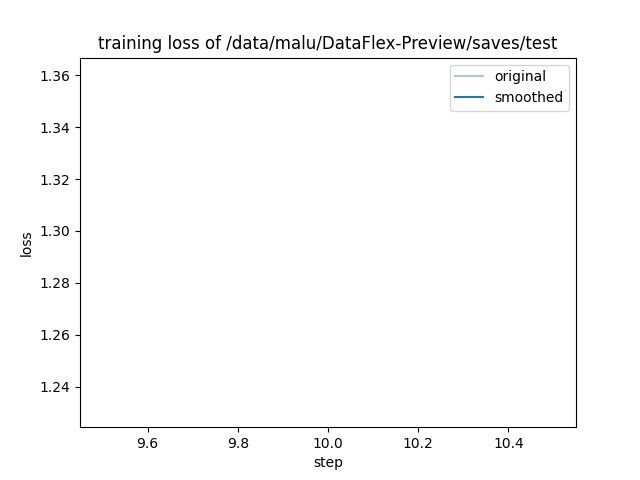 training loss of /data/malu/DataFlex-Preview/saves/test
original
smoothed
1.36
1.34
1.32
1.30
1.28
1.26
1.24
loss
9.6 9.8 10.0 10.2 10.4
step